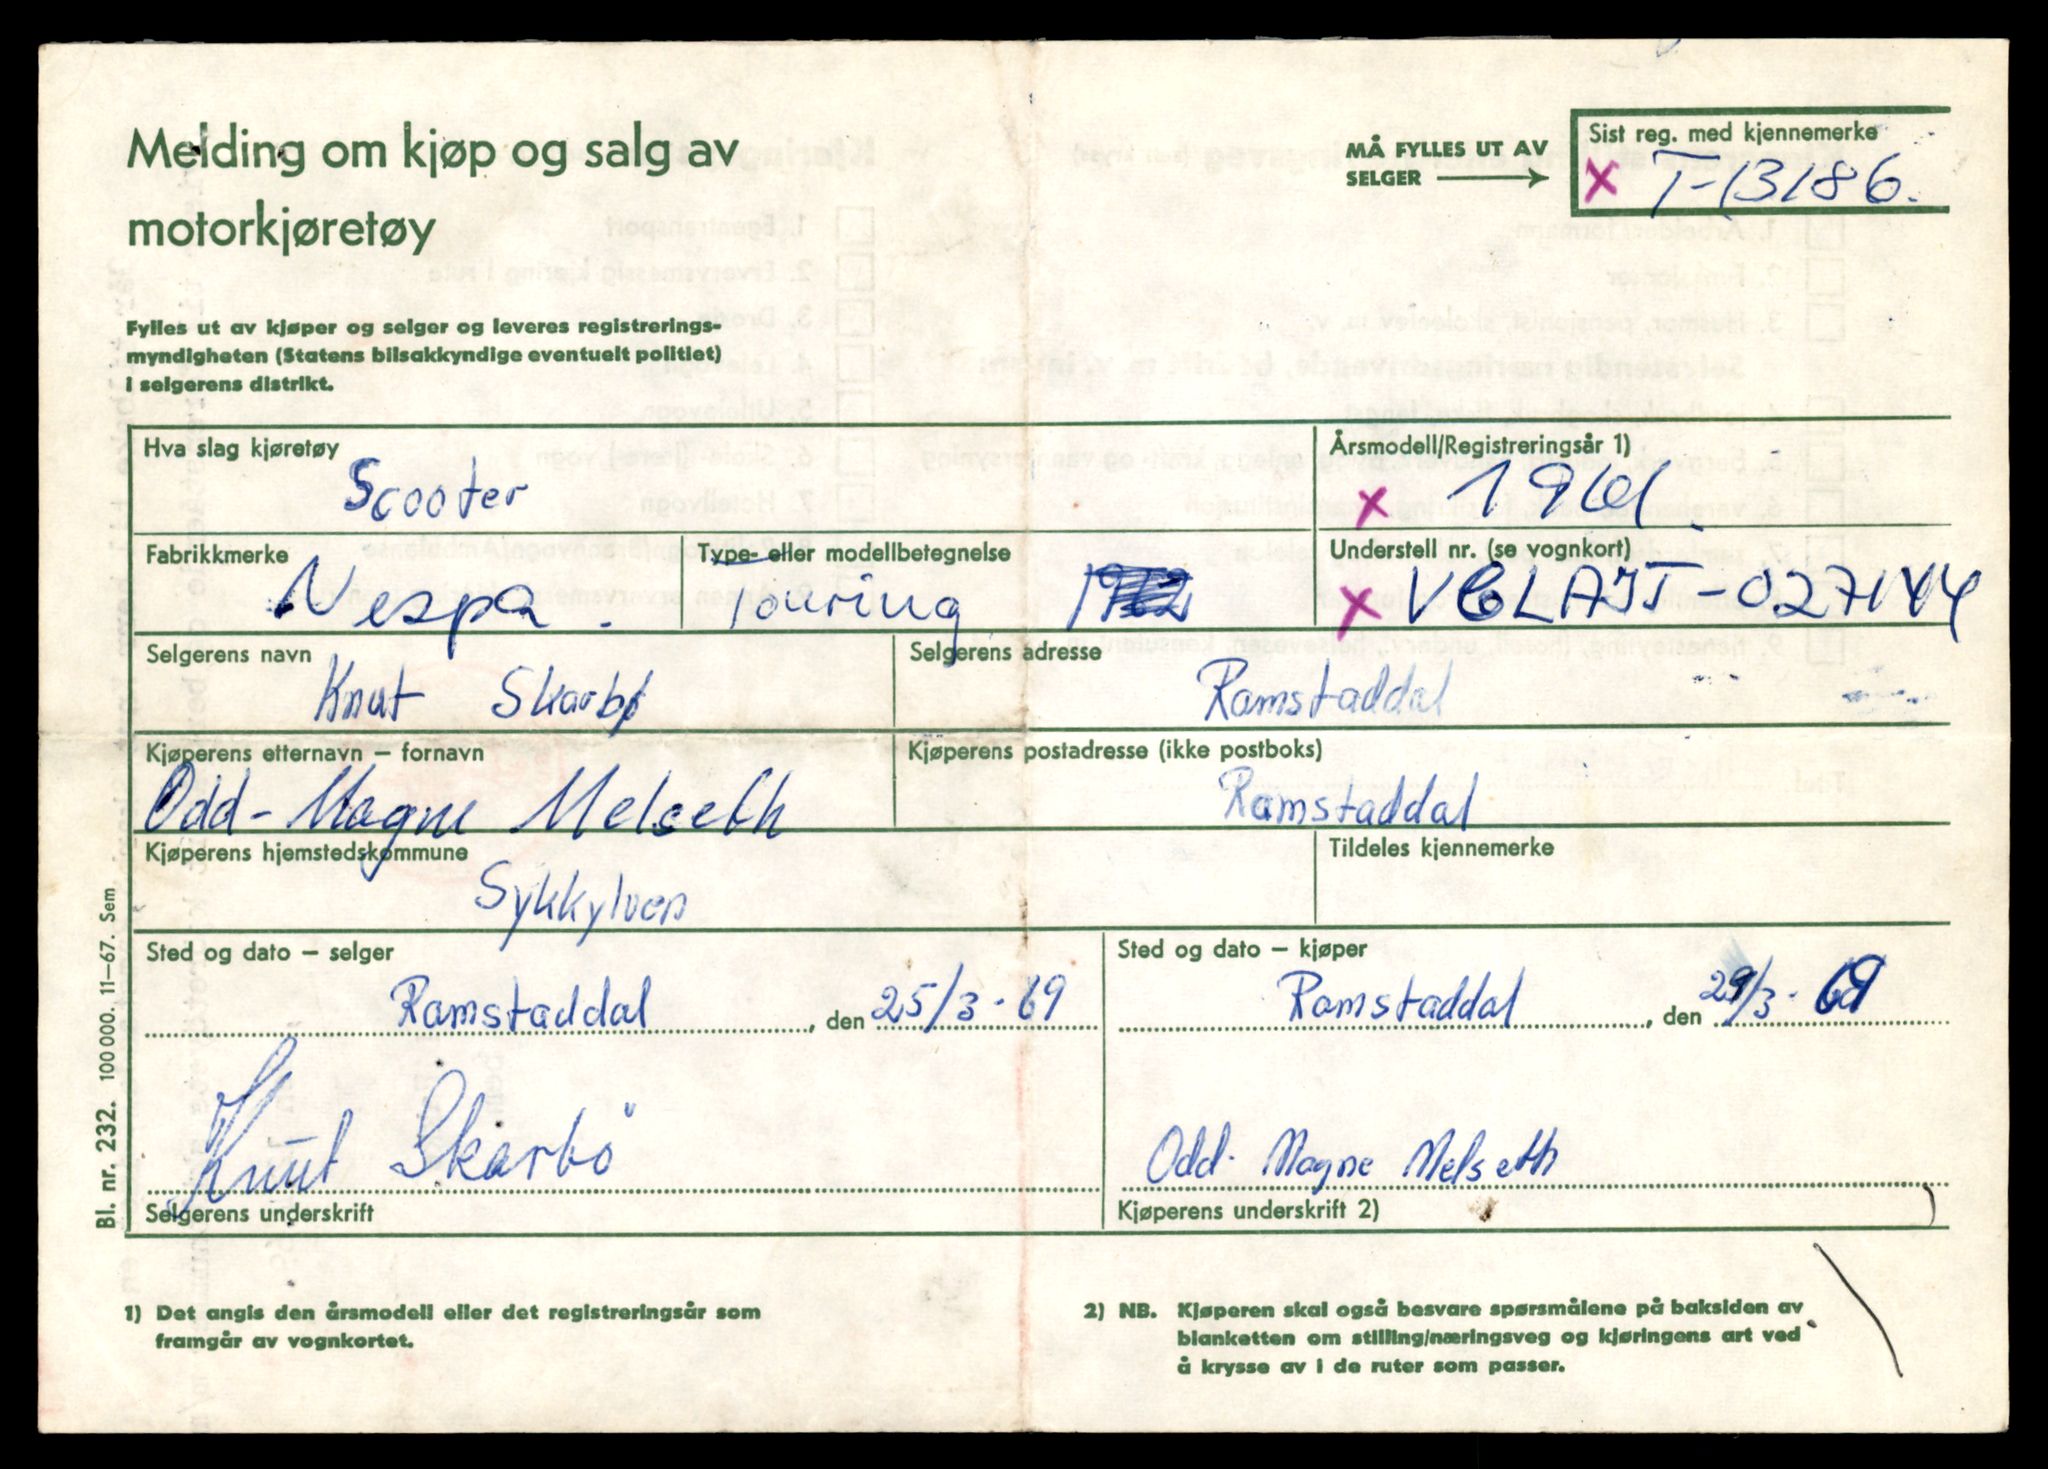 Melding om kjøp og salg av
motorkjøretøy
MÅ FYLLES UT AV
SELGER
Sist reg. med kjennemerke
x T-13186.
Fylles ut av kjøper og selger og leveres registrerings-
myndigheten (Statens bilsakkyndige eventuelt politiet)
i selgerens distrikt.
Hva slag kjøretøy
Scooter
Årsmodell/Registreringsår 1)
x 1961.
Fabrikkmerke
Vespa.
Type- eller modellbetegnelse
Touring
Understell nr. (se vognkort)
x VGLA3T-027144
Selgerens navn
Knut Skarbø
Selgerens adresse
Ramstaddal
Kjøperens etternavn – fornavn
Odd-Magne Melseth
Kjøperens postadresse (ikke postboks)
Ramstaddal
Kjøperens hjemstedskommune
Sykkylven
Tildeles kjennemerke
Sted og dato – selger
Ramstaddal, den 25/3-69
Sted og dato – kjøper
Ramstaddal, den 29/3-69
Knut Skarbö
Selgerens underskrift
Odd-Magne Melseth
Kjøperens underskrift 2)
Bl. nr. 232. 100 000. 11–67. Sem
1) Det angis den årsmodell eller det registreringsår som
framgår av vognkortet.
2) NB. Kjøperen skal også besvare spørsmålene på baksiden av
blanketten om stilling/næringsveg og kjøringens art ved
å krysse av i de ruter som passer.